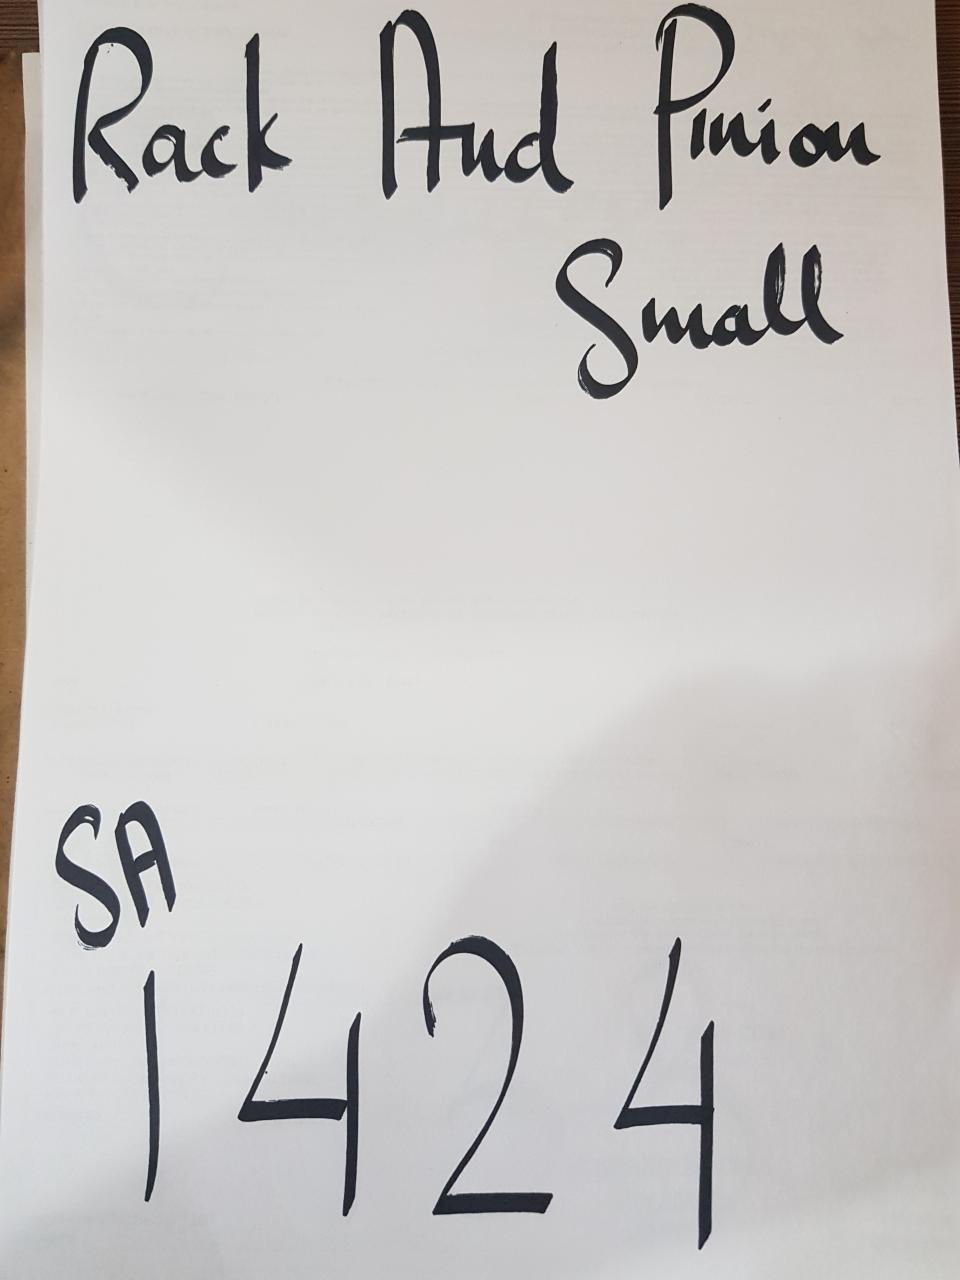 Rack And Pinion
Small
SA
1424